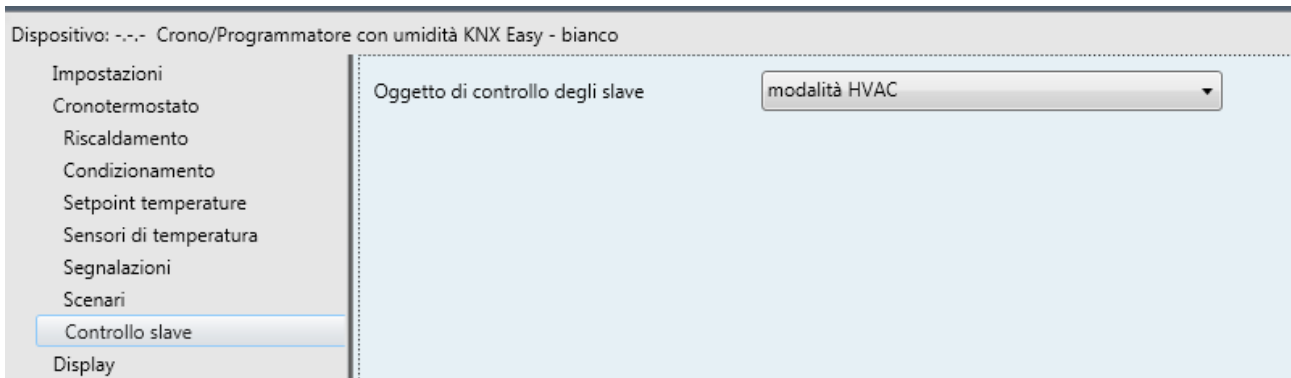 Dispositivo: -.-.- Crono/Programmatore con umidità KNX Easy - bianco
Impostazioni
Cronotermostato
Riscaldamento
Condizionamento
Setpoint temperature
Sensori di temperatura
Segnalazioni
Scenari
Controllo slave
Display
Oggetto di controllo degli slave
modalità HVAC